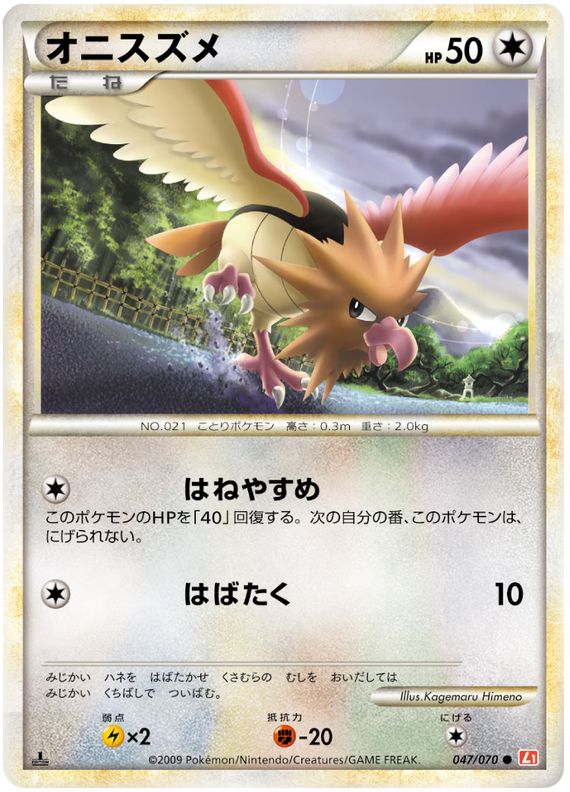 オニスズメ HP50
たね
NO.021 ことりポケモン 高さ:0.3m 重さ:2.0kg
はねやすめ
このポケモンのHPを「40」回復する。次の自分の番、このポケモンは、
にげられない。
はばたく 10
みじかい ハネを はばたかせ くさむらの むしを おいだしては
みじかい くちばしで ついばむ。
Illus.Kagemaru Himeno
弱点 抵抗力 にげる
×2 -20
1 EDITION ©2009 Pokémon/Nintendo/Creatures/GAME FREAK. 047/070 ● L1